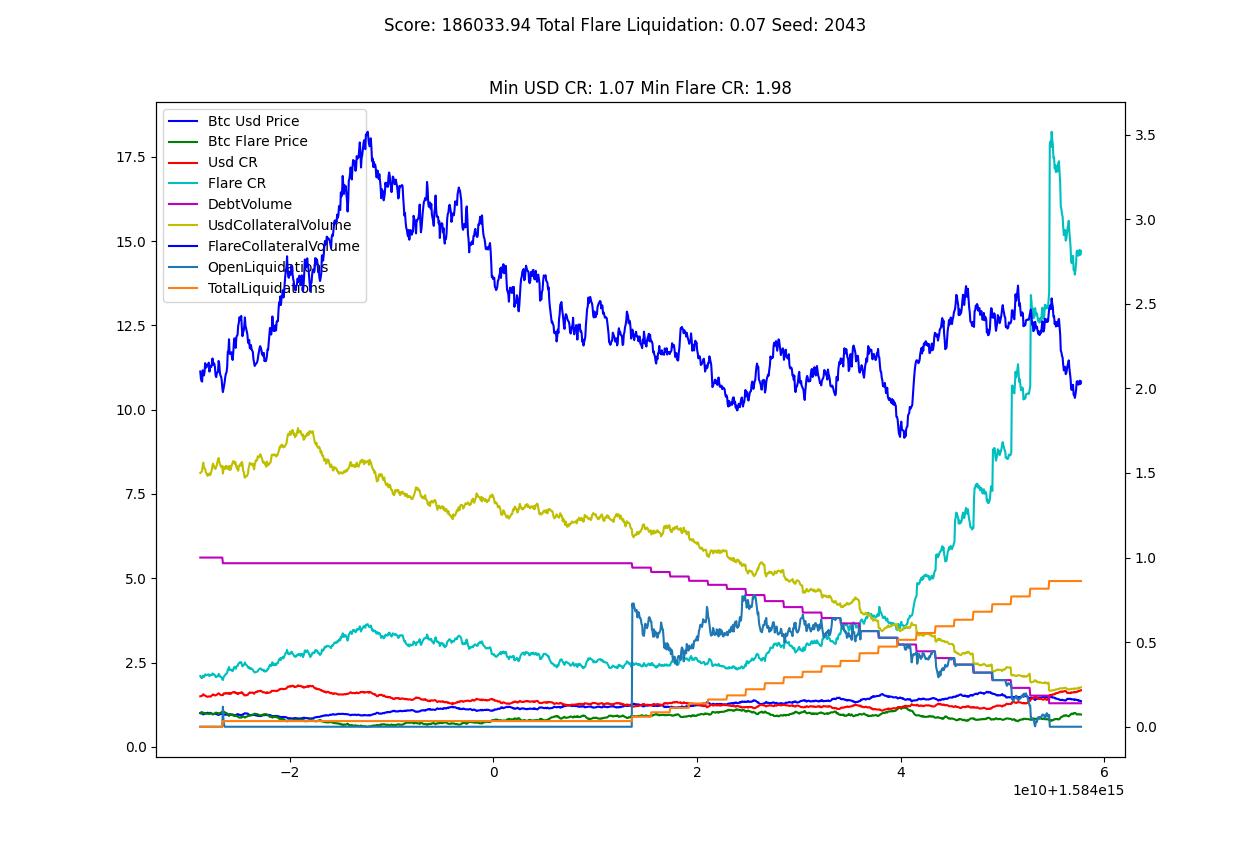 Score: 186033.94 Total Flare Liquidation: 0.07 Seed: 2043
Min USD CR: 1.07 Min Flare CR: 1.98
Btc Usd Price
Btc Flare Price
Usd CR
Flare CR
DebtVolume
UsdCollateralVolume
FlareCollateralVolume
OpenLiquidations
TotalLiquidations
17.5
15.0
12.5
10.0
7.5
5.0
2.5
0.0
3.5
3.0
2.5
2.0
1.5
1.0
0.5
0.0
−2
0
2
4
6
1e10+1.584e15